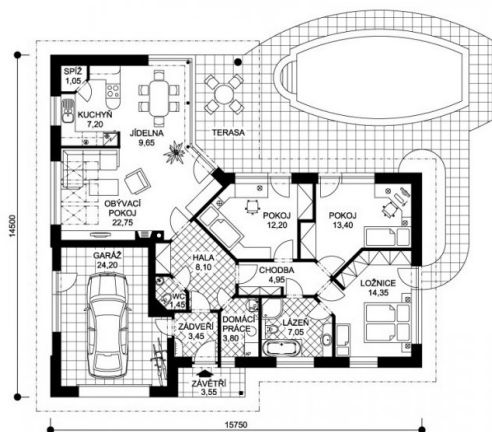 SPÍŽ
1,05
KUCHYŇ
7,20
JÍDELNA
9,65
TERASA
OBÝVACÍ
POKOJ
22,75
POKOJ
12,20
POKOJ
13,40
GARÁŽ
24,20
HALA
8,10
CHODBA
4,95
LOŽNICE
14,35
WC
1,45
ZÁDVEŘÍ
3,45
DOMÁCÍ
PRÁCE
3,80
LÁZEŇ
7,05
ZÁVĚTŘÍ
3,55
14500
15750